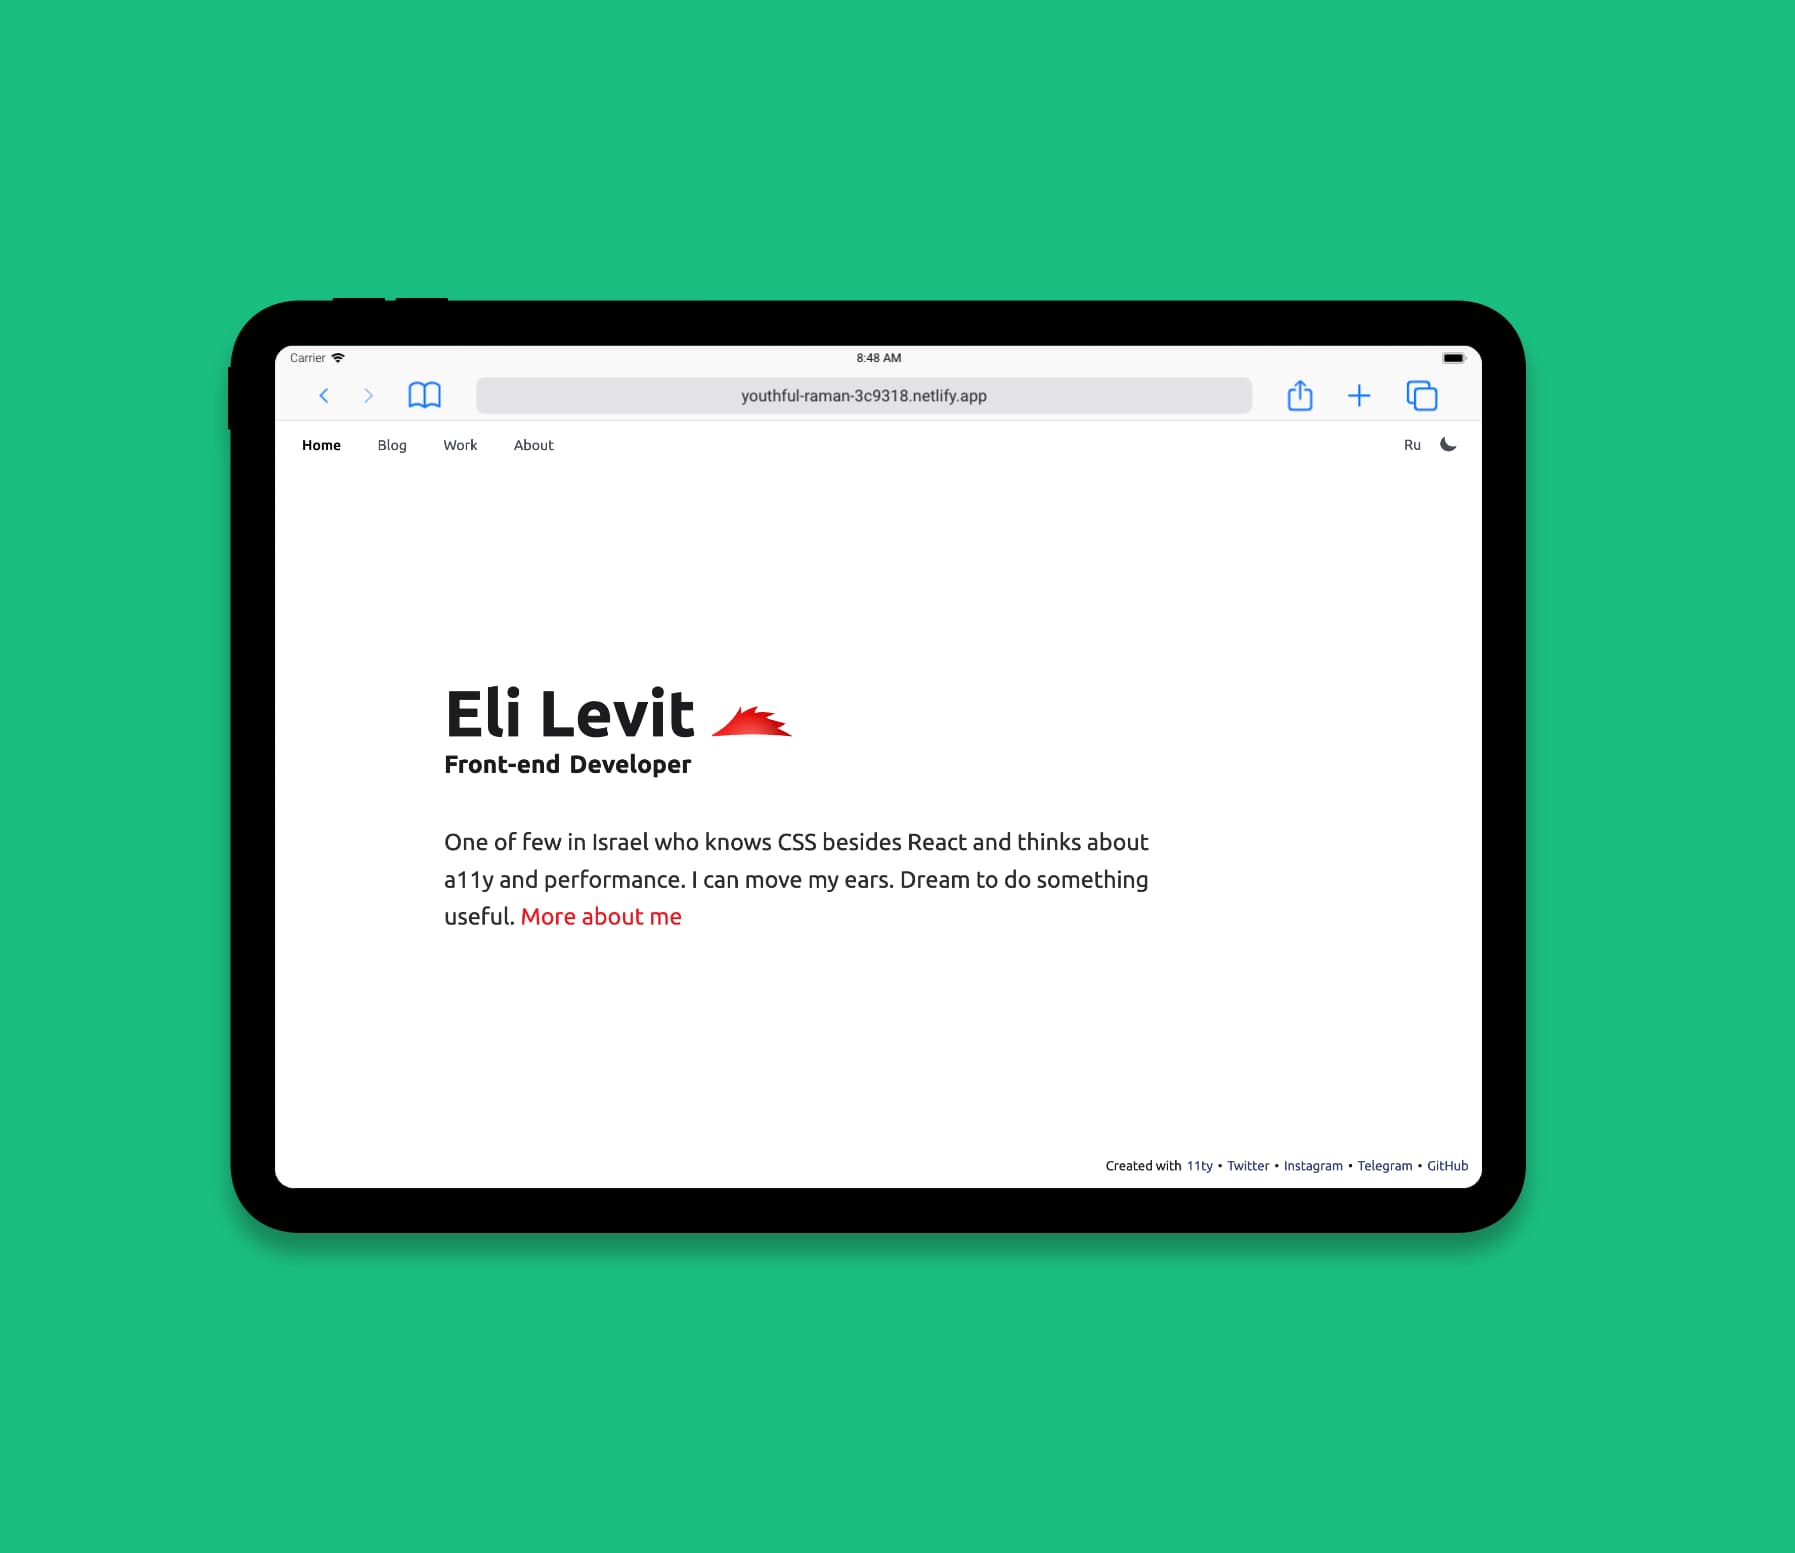 Carrier
8:48 AM
youthful-raman-3c9318.netlify.app
Home Blog Work About Ru
Eli Levit
Front-end Developer
One of few in Israel who knows CSS besides React and thinks about
a11y and performance. I can move my ears. Dream to do something
useful. More about me
Created with 11ty • Twitter • Instagram • Telegram • GitHub